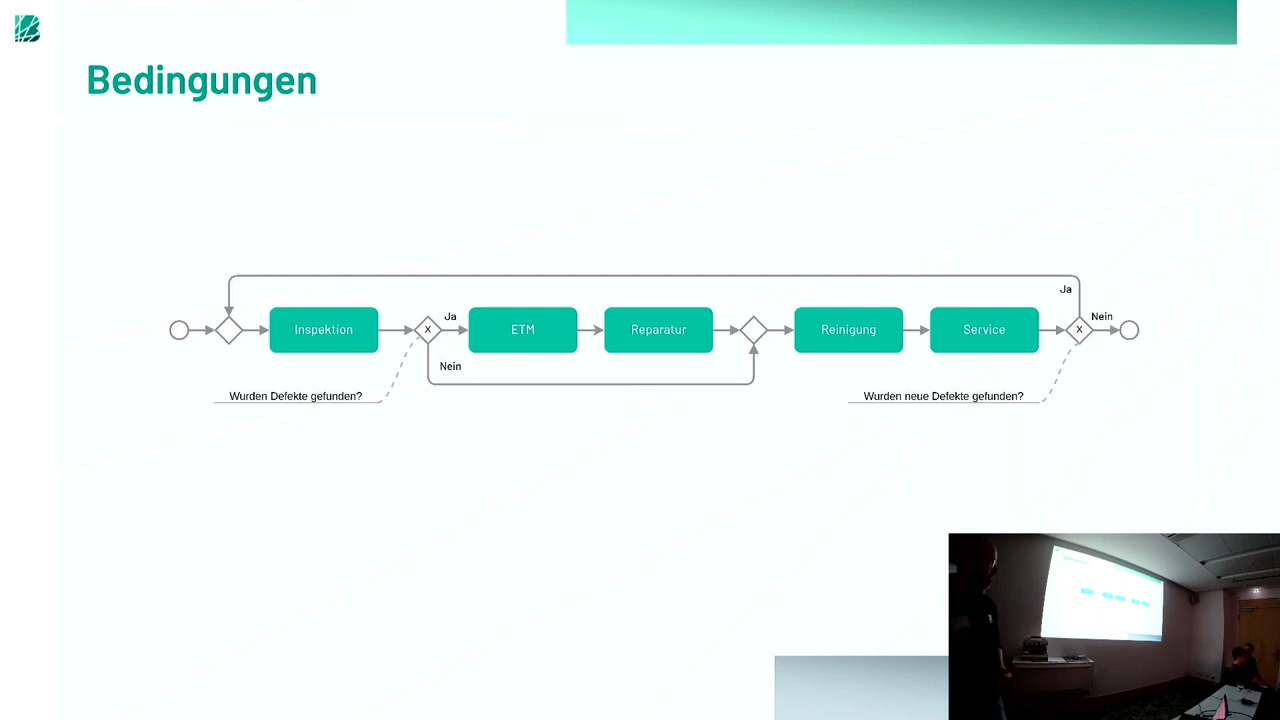 Bedingungen
Ja
Inspektion
X
Ja
ETM
Reparatur
Reinigung
Service
X
Nein
Nein
Wurden Defekte gefunden?
Wurden neue Defekte gefunden?